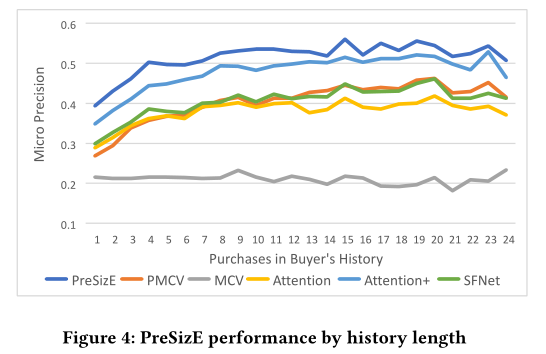 0.6
0.5
0.4
0.3
0.2
0.1
Micro Precision
1 2 3 4 5 6 7 8 9 10 11 12 13 14 15 16 17 18 19 20 21 22 23 24
Purchases in Buyer's History
PreSizE PMCV MCV Attention Attention+ SFNet
Figure 4: PreSizE performance by history length